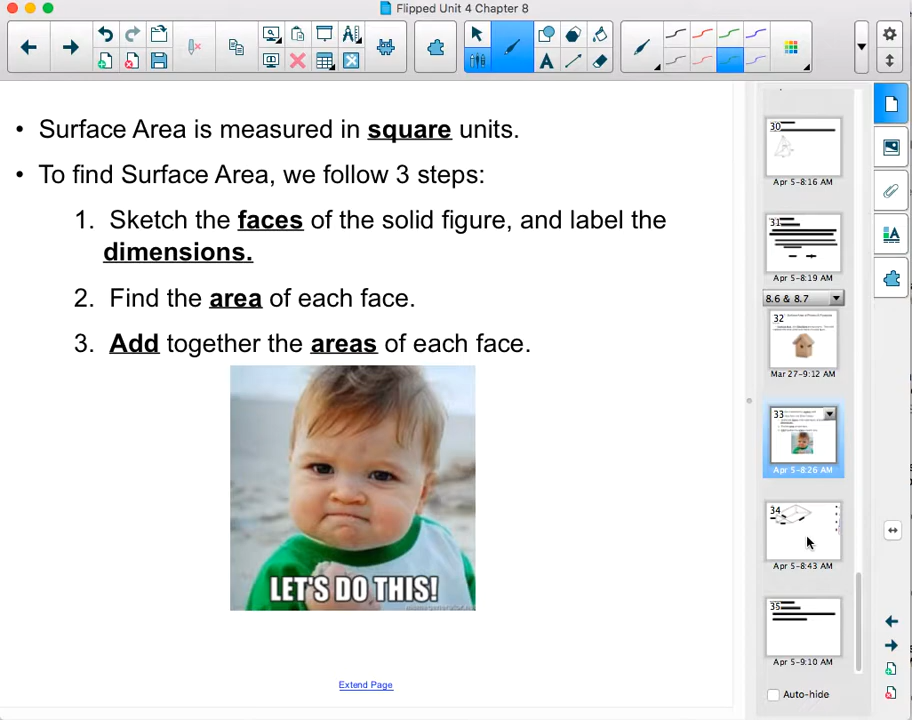 Flipped Unit 4 Chapter 8
• Surface Area is measured in square units.
• To find Surface Area, we follow 3 steps:
1. Sketch the faces of the solid figure, and label the
dimensions.
2. Find the area of each face.
3. Add together the areas of each face.
LET'S DO THIS!
Extend Page
30
Apr 5-8:16 AM
31
Apr 5-8:19 AM
8.6 & 8.7
32
Mar 27-9:12 AM
33
Apr 5-8:26 AM
34
Apr 5-8:43 AM
35
Apr 5-9:10 AM
Auto-hide